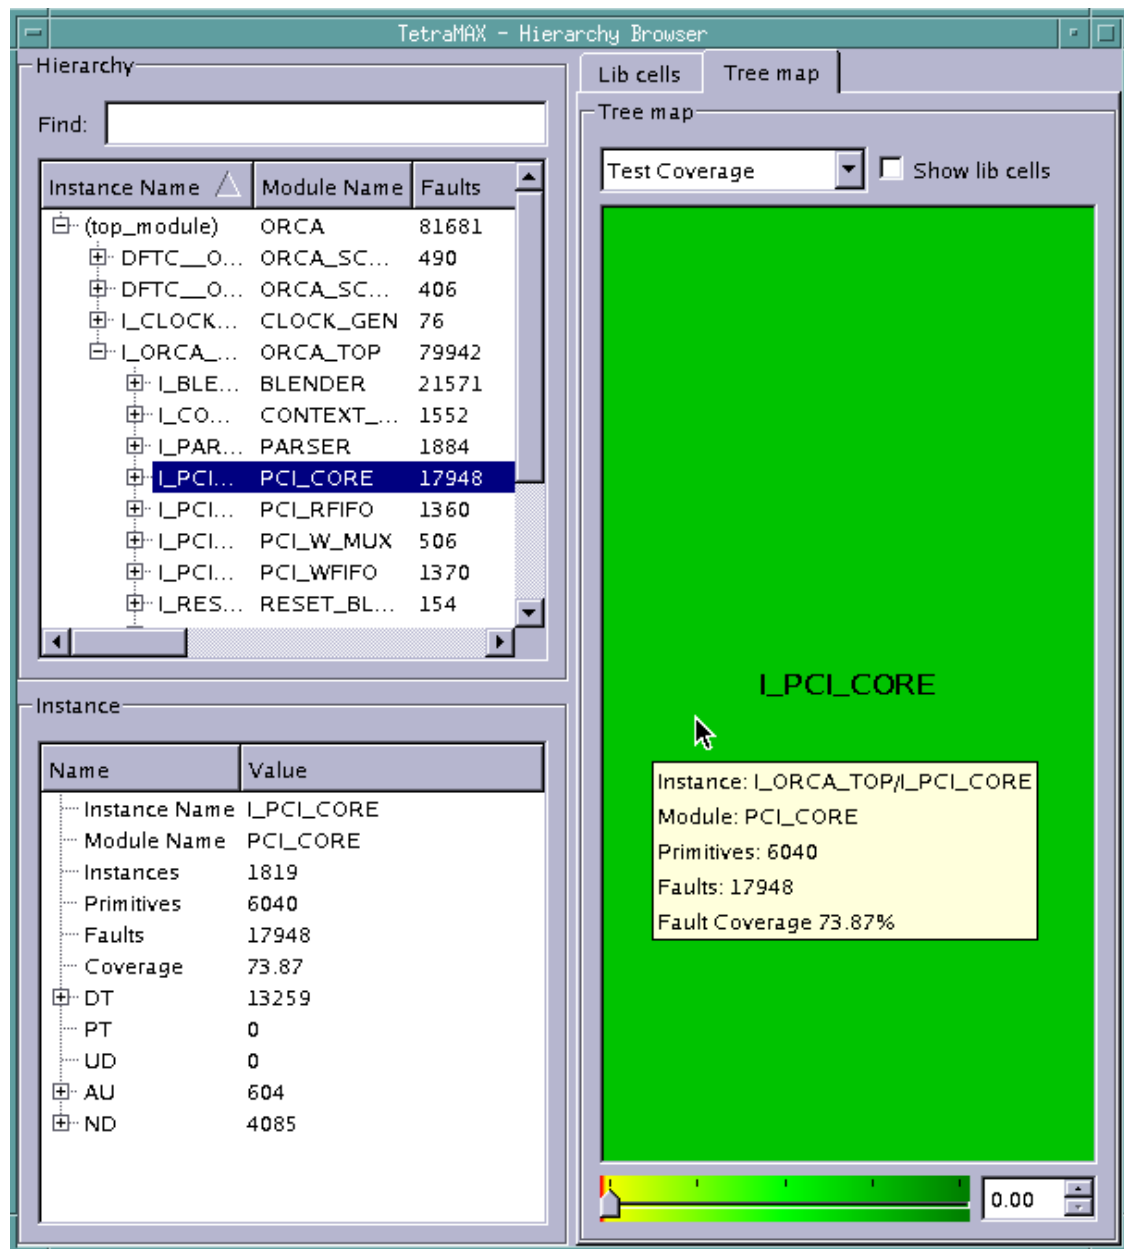 TetraMAX - Hierarchy Browser
Hierarchy
Find:
Instance Name Module Name Faults
(top_module) ORCA 81681
DFTC__O... ORCA_SC... 490
DFTC__O... ORCA_SC... 406
I_CLOCK... CLOCK_GEN 76
I_ORCA_... ORCA_TOP 79942
I_BLE... BLENDER 21571
I_CO... CONTEXT_... 1552
I_PAR... PARSER 1884
I_PCI... PCI_CORE 17948
I_PCI... PCI_RFIFO 1360
I_PCI... PCI_W_MUX 506
I_PCI... PCI_WFIFO 1370
I_RES... RESET_BL... 154
Instance
Name Value
Instance Name I_PCI_CORE
Module Name PCI_CORE
Instances 1819
Primitives 6040
Faults 17948
Coverage 73.87
DT 13259
PT 0
UD 0
AU 604
ND 4085
Lib cells Tree map
Tree map
Test Coverage Show lib cells
I_PCI_CORE
Instance: I_ORCA_TOP/I_PCI_CORE
Module: PCI_CORE
Primitives: 6040
Faults: 17948
Fault Coverage 73.87%
0.00